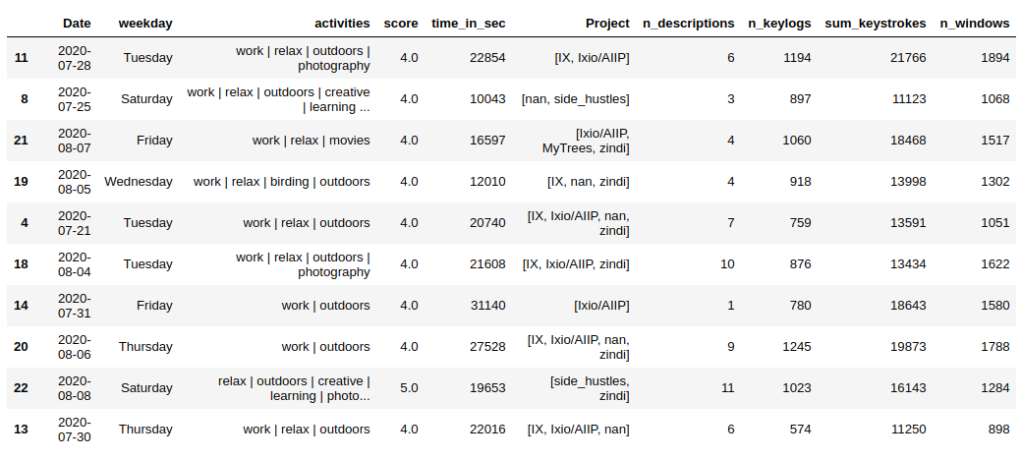 Date weekday activities score time_in_sec Project n_descriptions n_keylogs sum_keystrokes n_windows
11 2020-07-28 Tuesday work | relax | outdoors | photography 4.0 22854 [IX, Ixio/AIIP] 6 1194 21766 1894
8 2020-07-25 Saturday work | relax | outdoors | creative | learning ... 4.0 10043 [nan, side_hustles] 3 897 11123 1068
21 2020-08-07 Friday work | relax | movies 4.0 16597 [Ixio/AIIP, MyTrees, zindi] 4 1060 18468 1517
19 2020-08-05 Wednesday work | relax | birding | outdoors 4.0 12010 [IX, nan, zindi] 4 918 13998 1302
4 2020-07-21 Tuesday work | relax | outdoors 4.0 20740 [IX, Ixio/AIIP, nan, zindi] 7 759 13591 1051
18 2020-08-04 Tuesday work | relax | outdoors | photography 4.0 21608 [IX, Ixio/AIIP, zindi] 10 876 13434 1622
14 2020-07-31 Friday work | outdoors 4.0 31140 [Ixio/AIIP] 1 780 18643 1580
20 2020-08-06 Thursday work | outdoors 4.0 27528 [IX, Ixio/AIIP, nan, zindi] 9 1245 19873 1788
22 2020-08-08 Saturday relax | outdoors | creative | learning | photo... 5.0 19653 [side_hustles, zindi] 11 1023 16143 1284
13 2020-07-30 Thursday work | relax | outdoors 4.0 22016 [IX, Ixio/AIIP, nan] 6 574 11250 898